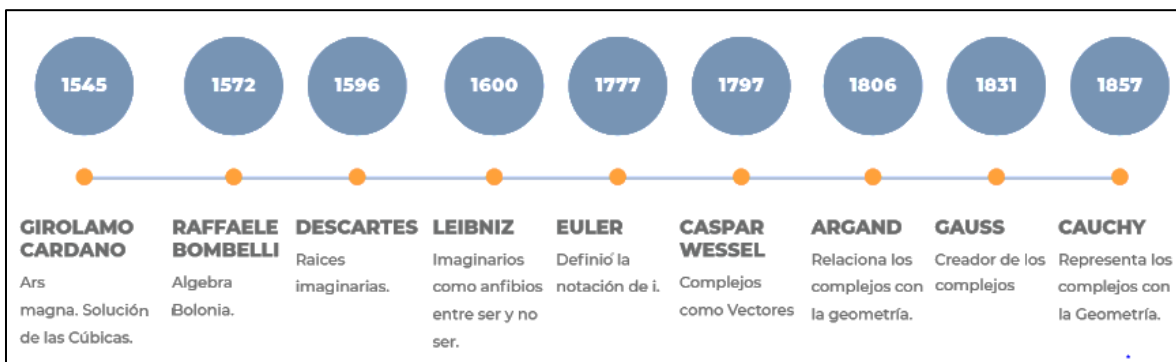 1545
1572
1596
1600
1777
1797
1806
1831
1857
GIROLAMO
CARDANO
Ars
magna. Solución
de las Cúbicas.
RAFFAELE
BOMBELLI
Algebra
Bolonia.
DESCARTES
Raices
imaginarias.
LEIBNIZ
Imaginarios
como anfibios
entre ser y no
ser.
EULER
Definió la
notación de i.
CASPAR
WESSEL
Complejos
como Vectores
ARGAND
Relaciona los
complejos con
la geometría.
GAUSS
Creador de los
complejos
CAUCHY
Representa los
complejos con
la Geometría.